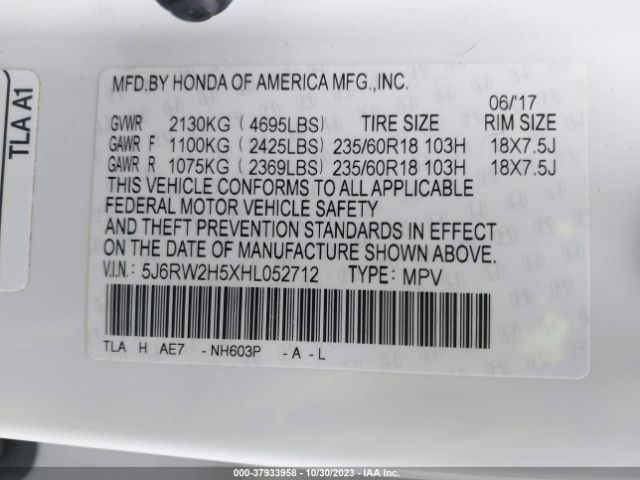 TLA A1
MFD.BY HONDA OF AMERICA MFG.,INC.
06/'17
GVWR 2130KG (4695LBS) TIRE SIZE RIM SIZE
GAWR F 1100KG (2425LBS) 235/60R18 103H 18X7.5J
GAWR R 1075KG (2369LBS) 235/60R18 103H 18X7.5J
THIS VEHICLE CONFORMS TO ALL APPLICABLE
FEDERAL MOTOR VEHICLE SAFETY
AND THEFT PREVENTION STANDARDS IN EFFECT
ON THE DATE OF MANUFACTURE SHOWN ABOVE.
V.I.N.: 5J6RW2H5XHL052712 TYPE: MPV
TLA H AE7 -NH603P -A-L
000-37933958 - 10/30/2023 - IAAI.COM